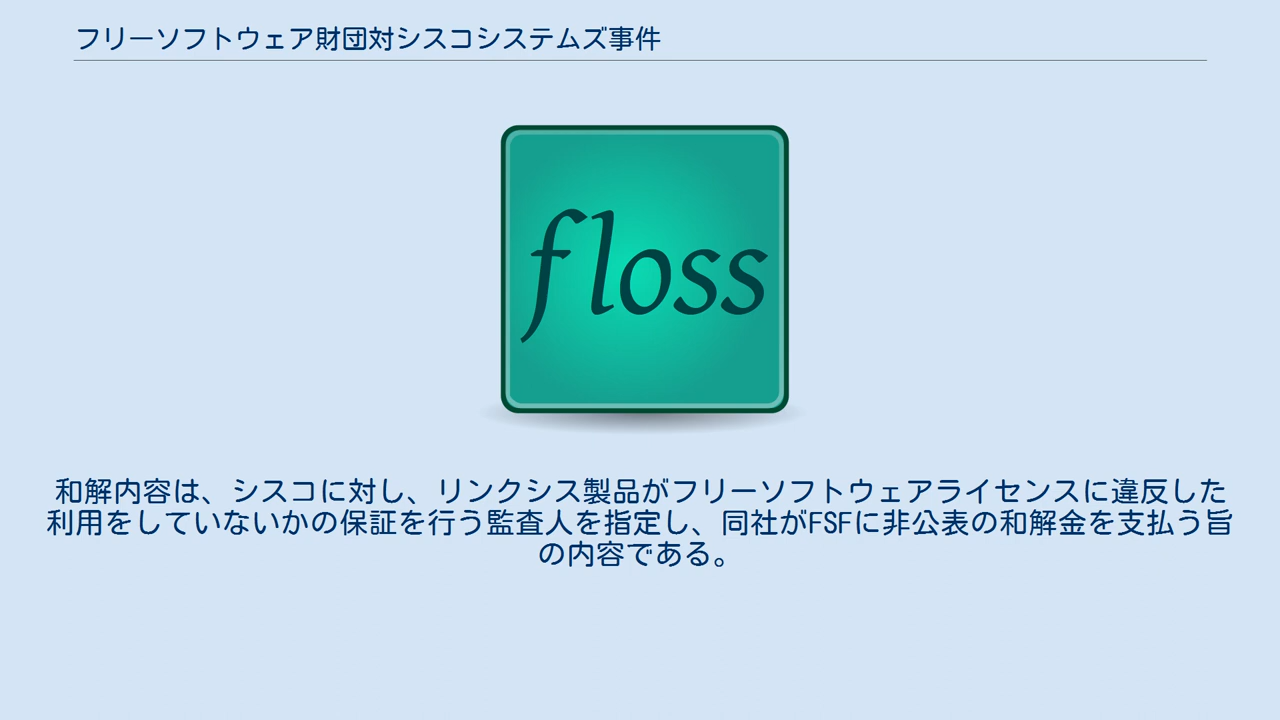 フリーソフトウェア財団対シスコシステムズ事件
floss
和解内容は、シスコに対し、リンクシス製品がフリーソフトウェアライセンスに違反した
利用をしていないかの保証を行う監査人を指定し、同社がFSFに非公表の和解金を支払う旨
の内容である。